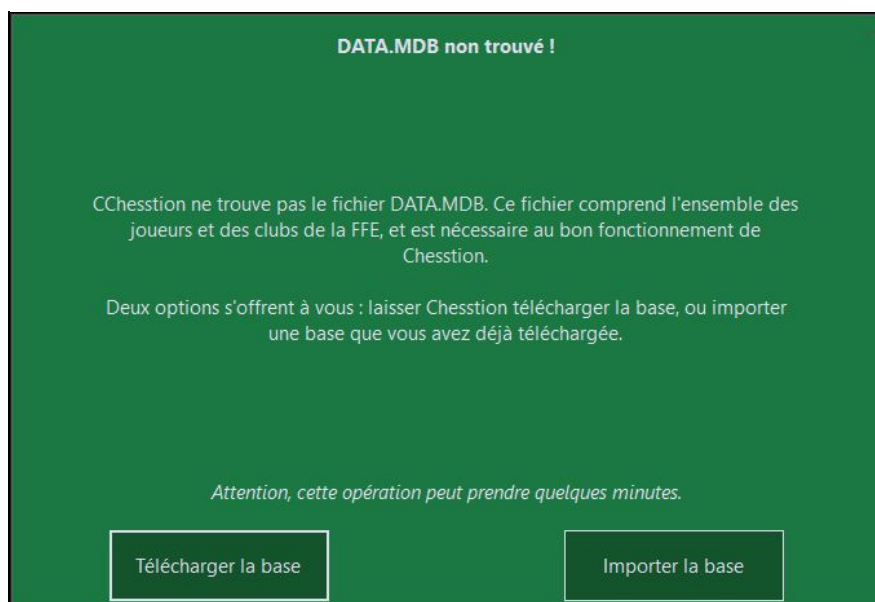 DATA.MDB non trouvé !
CChesstion ne trouve pas le fichier DATA.MDB. Ce fichier comprend l'ensemble des
joueurs et des clubs de la FFE, et est nécessaire au bon fonctionnement de
Chesstion.
Deux options s'offrent à vous : laisser Chesstion télécharger la base, ou importer
une base que vous avez déjà téléchargée.
Attention, cette opération peut prendre quelques minutes.
Télécharger la base
Importer la base